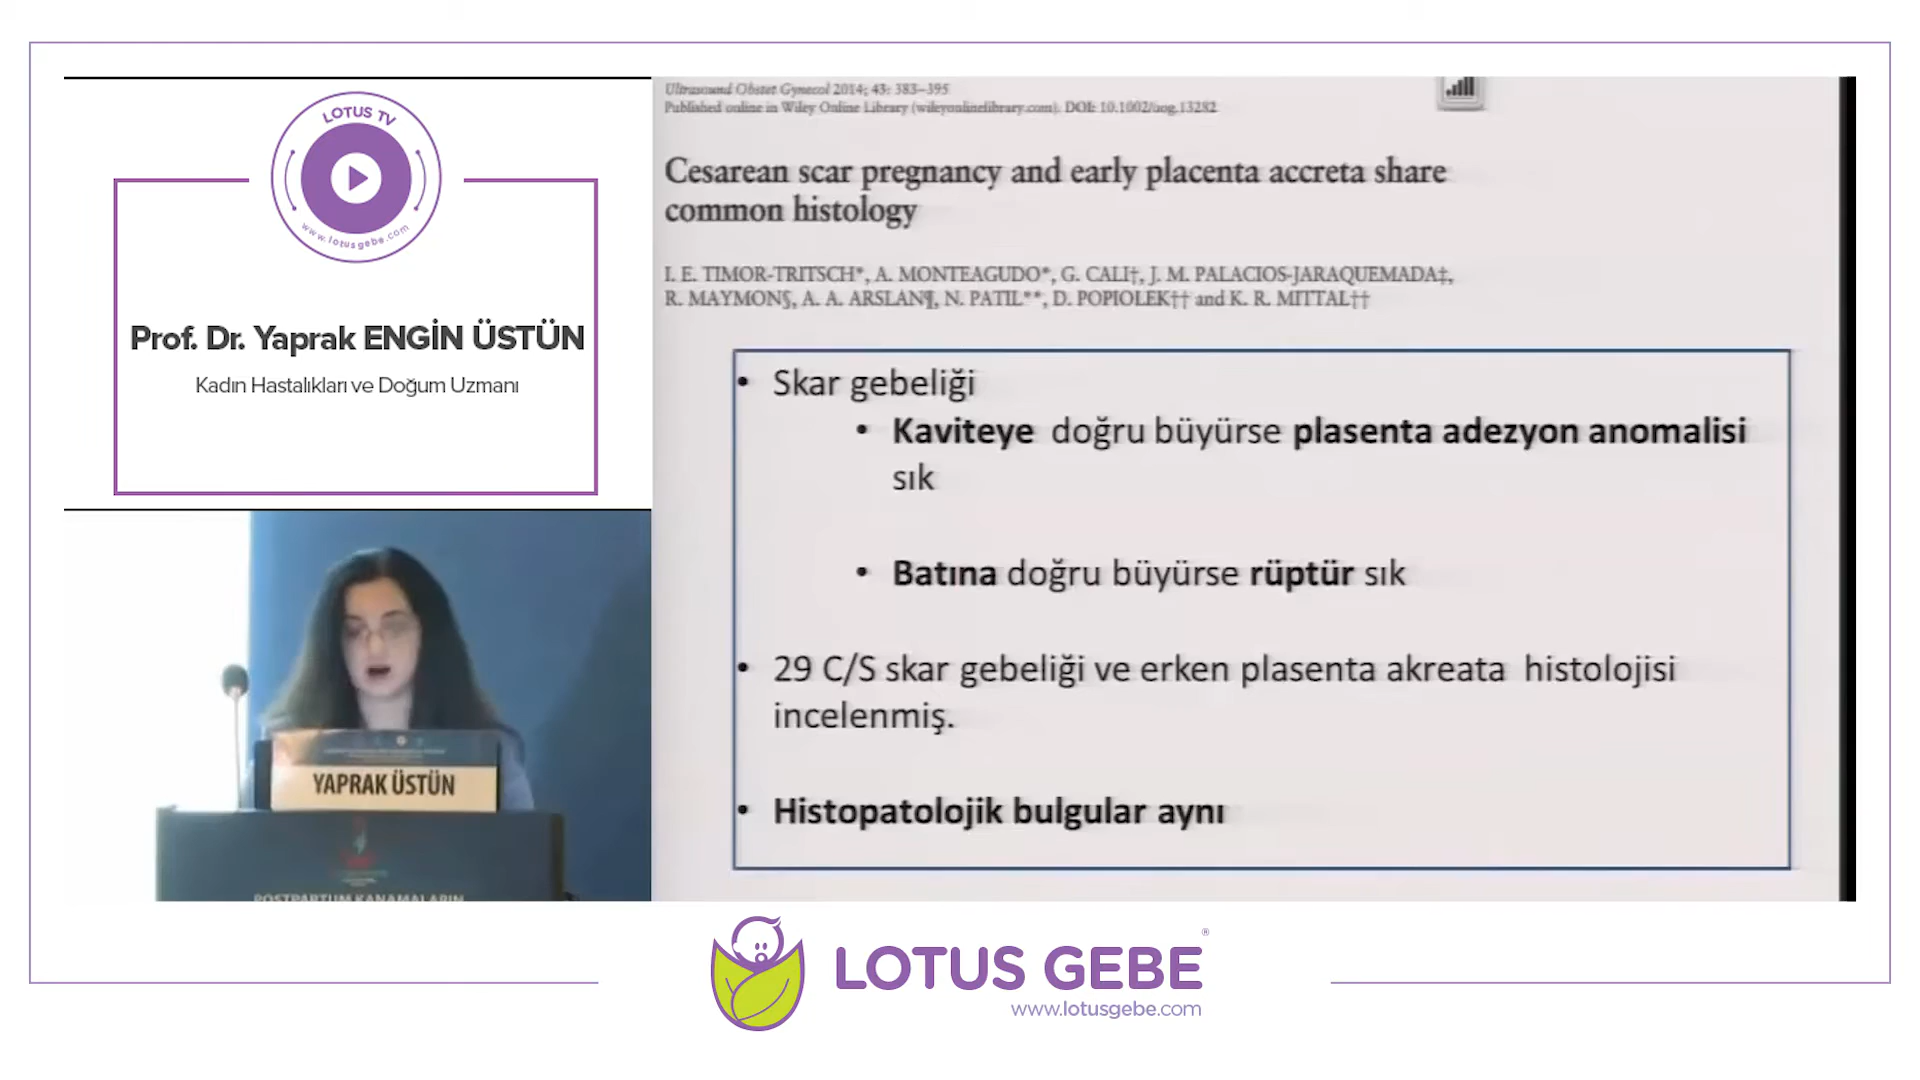 LOTUS TV
www.lotusgebe.com
Prof. Dr. Yaprak ENGİN ÜSTÜN
Kadın Hastalıkları ve Doğum Uzmanı
Ultrasound Obstet Gynecol 2014; 43: 383–395
Published online in Wiley Online Library (wileyonlinelibrary.com). DOI: 10.1002/uog.13282
Cesarean scar pregnancy and early placenta accreta share
common histology
I. E. TIMOR-TRITSCH*, A. MONTEAGUDO*, G. CALI†, J. M. PALACIOS-JARAQUEMADA‡,
R. MAYMON§, A. A. ARSLAN¶, N. PATIL**, D. POPIOLEK†† and K. R. MITTAL††
• Skar gebeliği
• Kaviteye doğru büyürse plasenta adezyon anomalisi
sık
• Batına doğru büyürse rüptür sık
• 29 C/S skar gebeliği ve erken plasenta akreata histolojisi
incelenmiş.
• Histopatolojik bulgular aynı
YAPRAK ÜSTÜN
POSTPARTUM KANAMALARIN
LOTUS GEBE®
www.lotusgebe.com